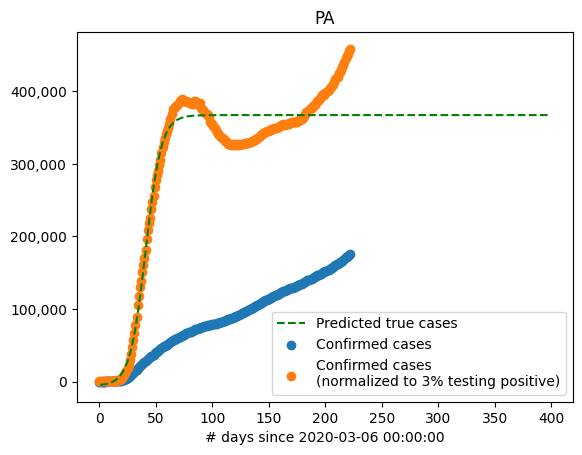 PA
400,000
300,000
200,000
100,000
0
Predicted true cases
Confirmed cases
Confirmed cases
(normalized to 3% testing positive)
0 50 100 150 200 250 300 350 400
# days since 2020-03-06 00:00:00